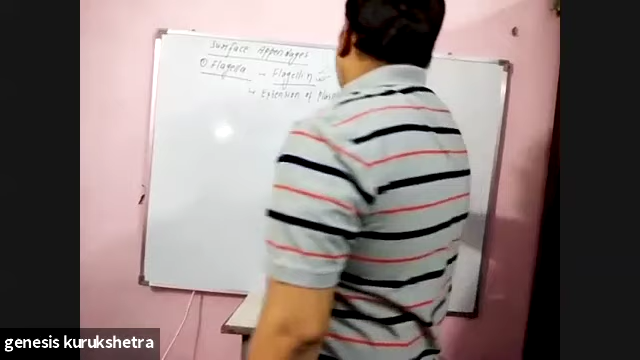 Surface Appendages
① Flagella → Flagellin
→ Extension of
genesis kurukshetra